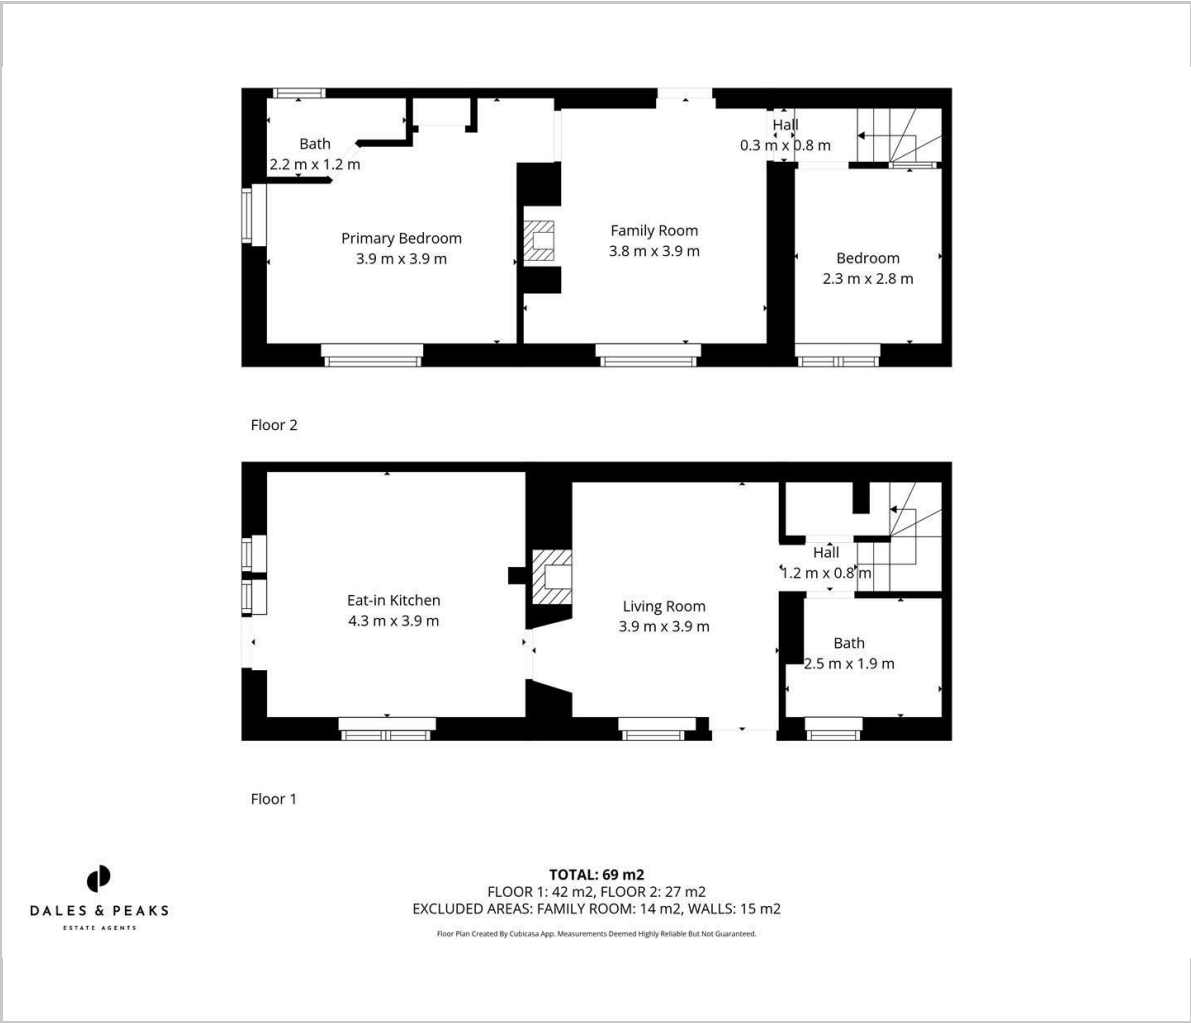 Bath
2.2 m x 1.2 m
Hall
0.3 m x 0.8 m
Primary Bedroom
3.9 m x 3.9 m
Family Room
3.8 m x 3.9 m
Bedroom
2.3 m x 2.8 m
Floor 2
Eat-in Kitchen
4.3 m x 3.9 m
Living Room
3.9 m x 3.9 m
Hall
1.2 m x 0.8 m
Bath
2.5 m x 1.9 m
Floor 1
DALES & PEAKS
ESTATE AGENTS
TOTAL: 69 m2
FLOOR 1: 42 m2, FLOOR 2: 27 m2
EXCLUDED AREAS: FAMILY ROOM: 14 m2, WALLS: 15 m2
Floor Plan Created By Cubicasa App. Measurements Deemed Highly Reliable But Not Guaranteed.